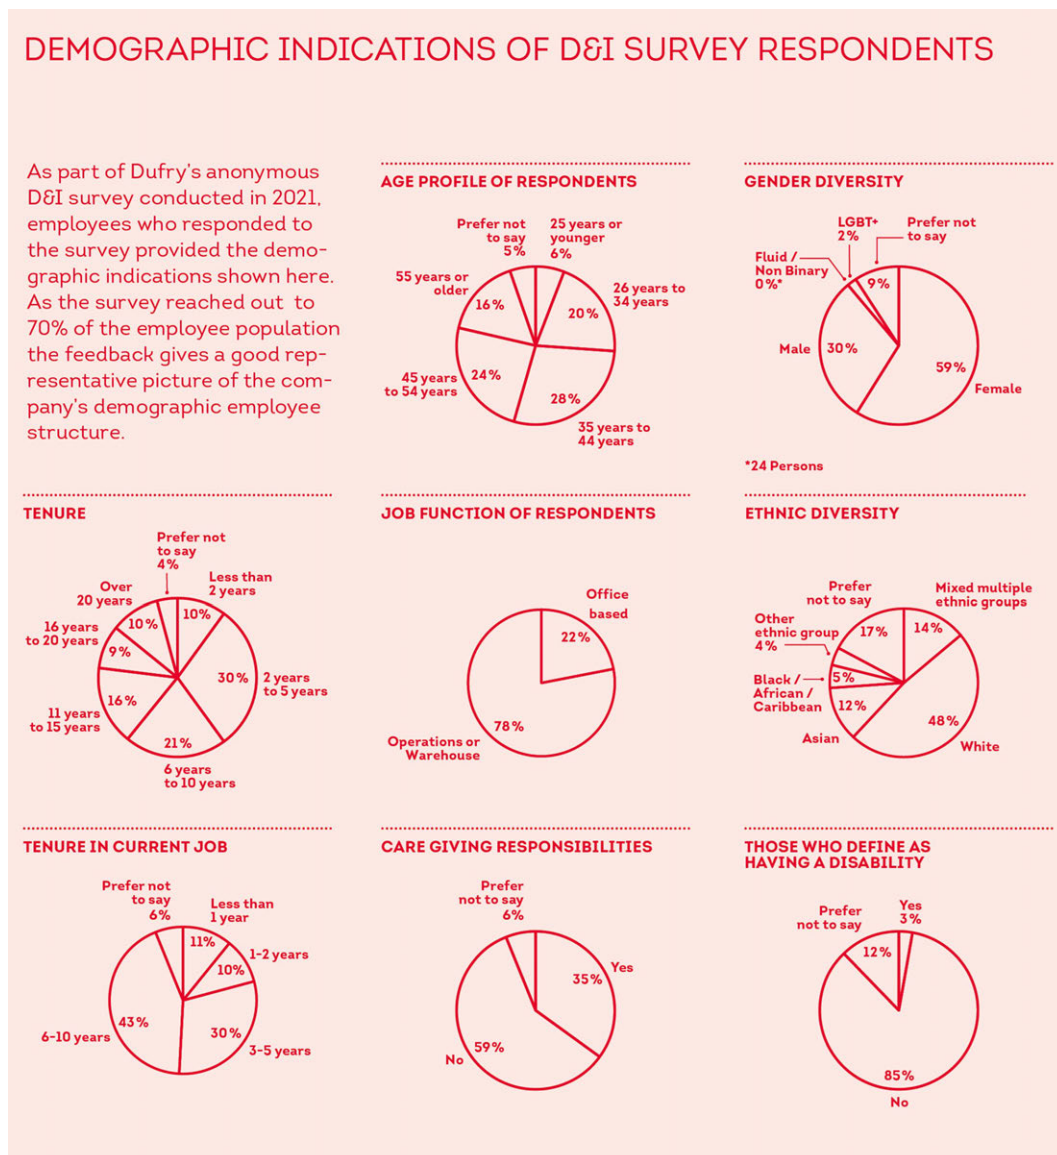 DEMOGRAPHIC INDICATIONS OF D&I SURVEY RESPONDENTS
As part of Dufry's anonymous
D&I survey conducted in 2021,
employees who responded to
the survey provided the demo-
graphic indications shown here.
As the survey reached out to
70% of the employee population
the feedback gives a good rep-
resentative picture of the com-
pany's demographic employee
structure.
AGE PROFILE OF RESPONDENTS
Prefer not
to say
5%
25 years or
younger
6%
26 years to
34 years
20%
35 years to
44 years
28%
45 years
to 54 years
24%
55 years or
older
16%
GENDER DIVERSITY
LGBT+
2%
Prefer not
to say
9%
Fluid /
Non Binary
0%*
Male
30%
59%
Female
*24 Persons
TENURE
Prefer not
to say
4%
Less than
2 years
10%
30%
2 years
to 5 years
21%
6 years
to 10 years
16%
11 years
to 15 years
9%
16 years
to 20 years
10%
Over
20 years
JOB FUNCTION OF RESPONDENTS
Office
based
22%
78%
Operations or
Warehouse
ETHNIC DIVERSITY
Prefer
not to say
17%
Mixed multiple
ethnic groups
14%
Other
ethnic group
4%
Black /
African /
Caribbean
5%
12%
Asian
48%
White
TENURE IN CURRENT JOB
Prefer not
to say
6%
Less than
1 year
11%
1-2 years
10%
30%
3-5 years
43%
6-10 years
CARE GIVING RESPONSIBILITIES
Prefer
not to say
6%
Yes
35%
59%
No
THOSE WHO DEFINE AS
HAVING A DISABILITY
Yes
3%
Prefer
not to say
12%
85%
No